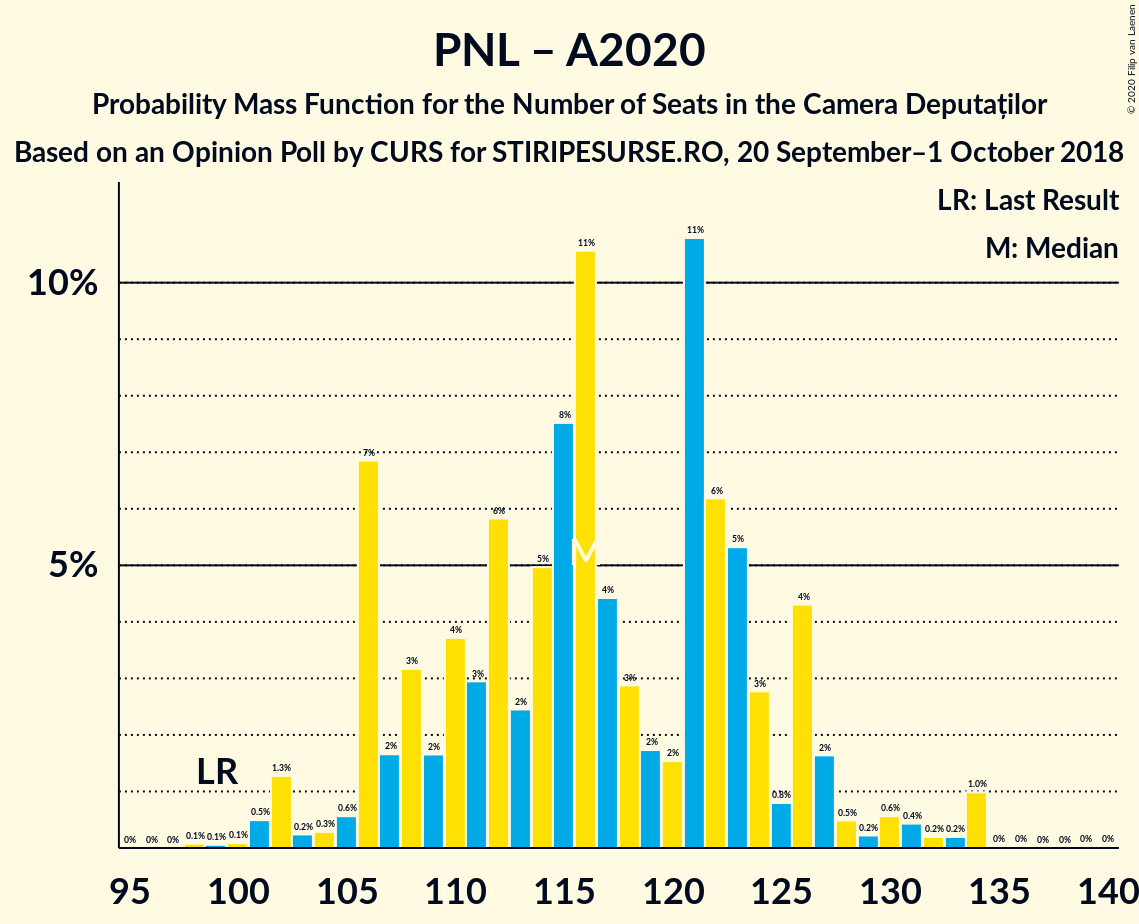 © 2020 Filip van Laenen
PNL – A2020
Probability Mass Function for the Number of Seats in the Camera Deputaților
Based on an Opinion Poll by CURS for STIRIPESURSE.RO, 20 September–1 October 2018
LR: Last Result
M: Median
10%
5%
LR
M
0% 0% 0% 0.1% 0.1% 0.1% 0.5% 1.3% 0.2% 0.3% 0.6% 7% 2% 3% 2% 4% 3% 6% 2% 5% 8% 11% 4% 3% 2% 2% 11% 6% 5% 3% 0.8% 4% 2% 0.5% 0.2% 0.6% 0.4% 0.2% 0.2% 1.0% 0% 0% 0% 0% 0% 0%
95 100 105 110 115 120 125 130 135 140